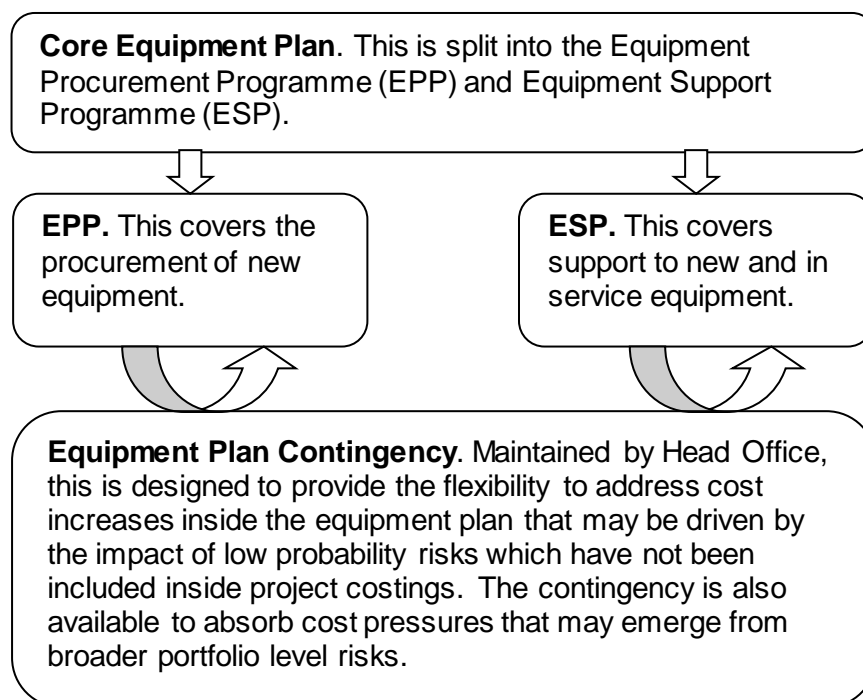 Core Equipment Plan. This is split into the Equipment
Procurement Programme (EPP) and Equipment Support
Programme (ESP).
EPP. This covers the
procurement of new
equipment.
ESP. This covers
support to new and in
service equipment.
Equipment Plan Contingency. Maintained by Head Office,
this is designed to provide the flexibility to address cost
increases inside the equipment plan that may be driven by
the impact of low probability risks which have not been
included inside project costings. The contingency is also
available to absorb cost pressures that may emerge from
broader portfolio level risks.